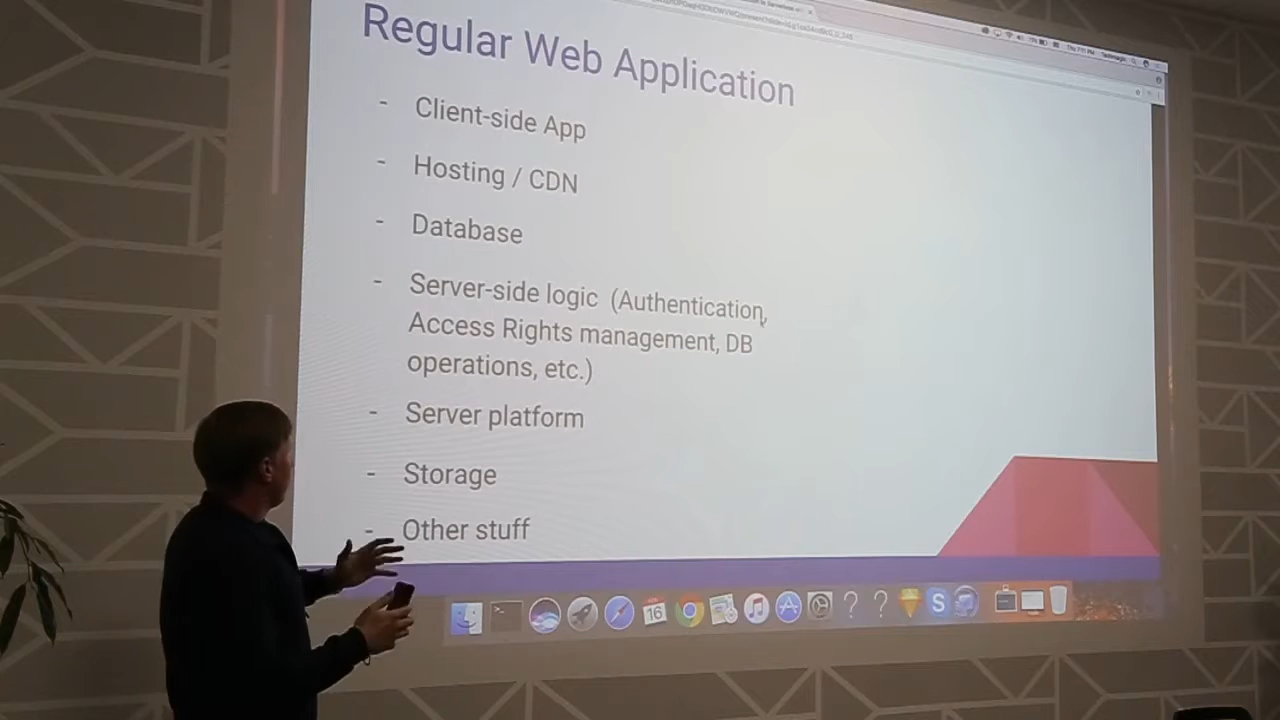 Regular Web Application
- Client-side App
- Hosting / CDN
- Database
- Server-side logic (Authentication,
Access Rights management, DB
operations, etc.)
- Server platform
- Storage
- Other stuff
16
S